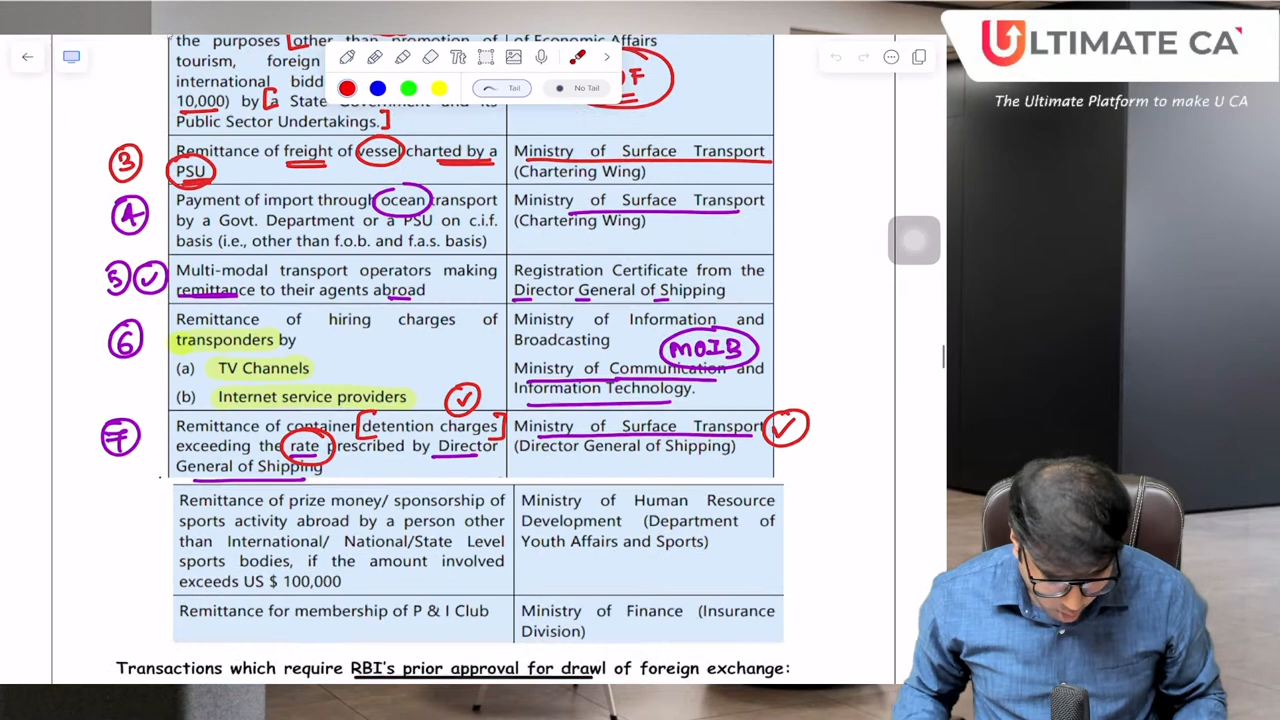 ULTIMATE CA
The Ultimate Platform to make U CA
Tail
No Tail
the purposes [other than promotion of
tourism, foreign
international bidd
10,000) by [a State Government and its
Public Sector Undertakings.]
of Economic Affairs
F
3
Remittance of freight of vessel charted by a
PSU
Ministry of Surface Transport
(Chartering Wing)
4
Payment of import through ocean transport
by a Govt. Department or a PSU on c.i.f.
basis (i.e., other than f.o.b. and f.a.s. basis)
Ministry of Surface Transport
(Chartering Wing)
5
Multi-modal transport operators making
remittance to their agents abroad
Registration Certificate from the
Director General of Shipping
6
Remittance of hiring charges of
transponders by
(a) TV Channels
(b) Internet service providers
Ministry of Information and
Broadcasting
MOIB
Ministry of Communication and
Information Technology.
7
Remittance of container [detention charges]
exceeding the rate prescribed by Director
General of Shipping
Ministry of Surface Transport
(Director General of Shipping)
Remittance of prize money/ sponsorship of
sports activity abroad by a person other
than International/ National/State Level
sports bodies, if the amount involved
exceeds US $ 100,000
Ministry of Human Resource
Development (Department of
Youth Affairs and Sports)
Remittance for membership of P & I Club
Ministry of Finance (Insurance
Division)
Transactions which require RBI's prior approval for drawl of foreign exchange: